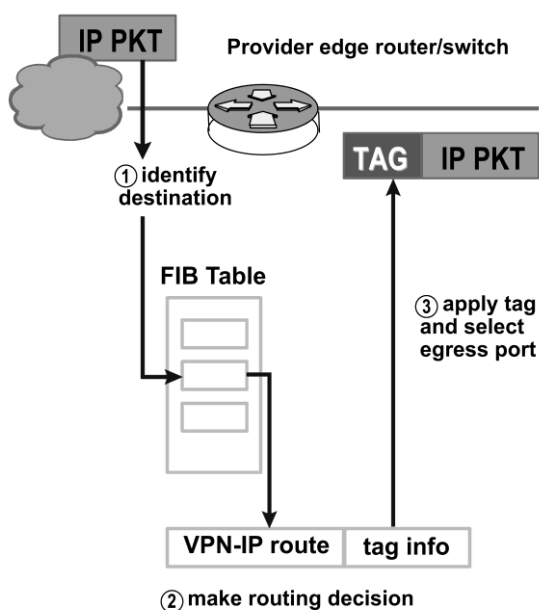 IP PKT
Provider edge router/switch
TAG IP PKT
① identify
destination
FIB Table
③ apply tag
and select
egress port
VPN-IP route tag info
② make routing decision